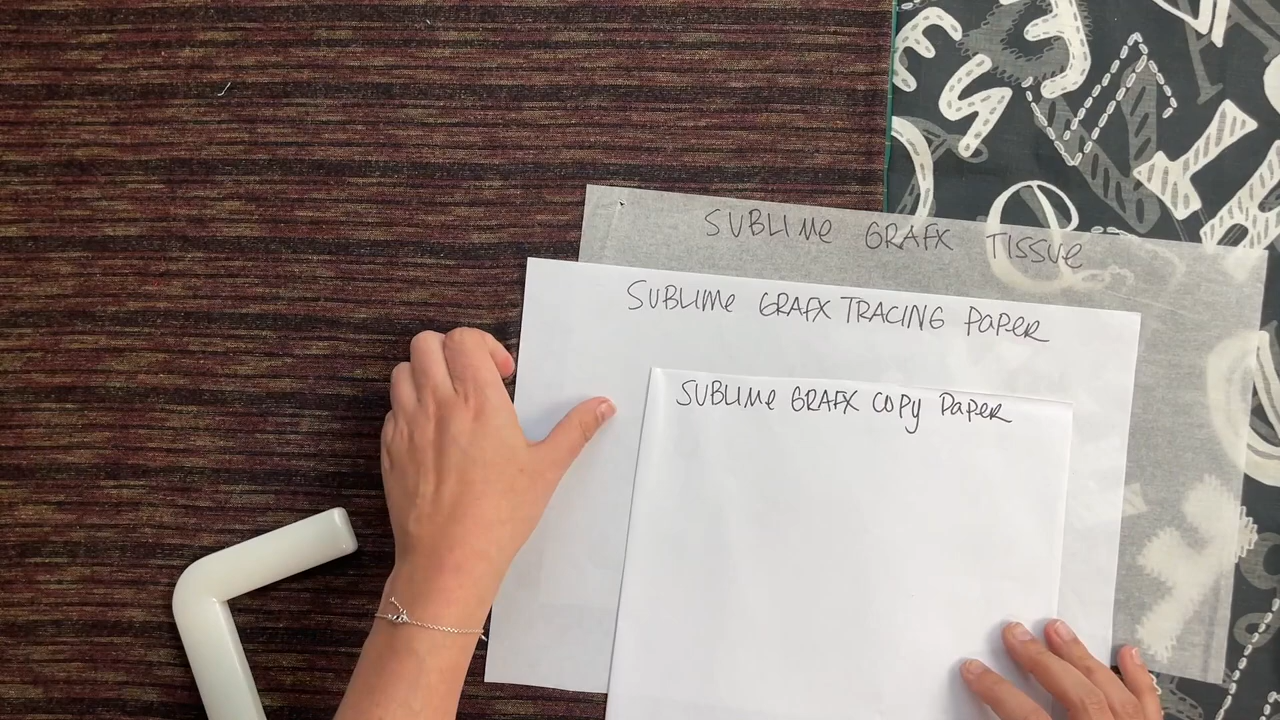 SUBLIME GRAFX TISSUE
SUBLIME GRAFX TRACING PAPER
SUBLIME GRAFX COPY PAPER